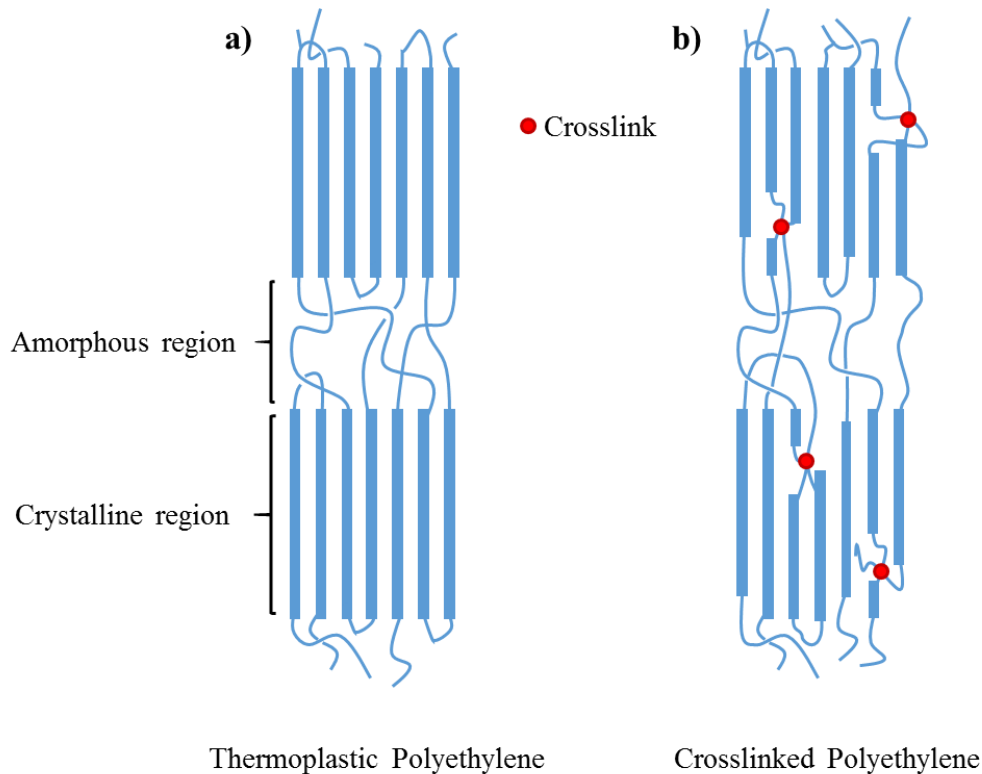 a)
b)
Crosslink
Amorphous region
Crystalline region
Thermoplastic Polyethylene
Crosslinked Polyethylene